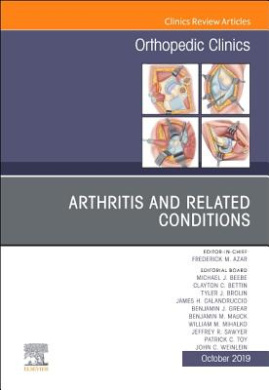 Clinics Review Articles
Orthopedic Clinics
ARTHRITIS AND RELATED
CONDITIONS
EDITOR-IN-CHIEF
FREDERICK M. AZAR
EDITORIAL BOARD
MICHAEL J. BEEBE
CLAYTON C. BETTIN
TYLER J. BROLIN
JAMES H. CALANDRUCCIO
BENJAMIN J. GREAR
BENJAMIN M. MAUCK
WILLIAM M. MIHALKO
JEFFREY R. SAWYER
PATRICK C. TOY
JOHN C. WEINLEIN
ELSEVIER
October 2019